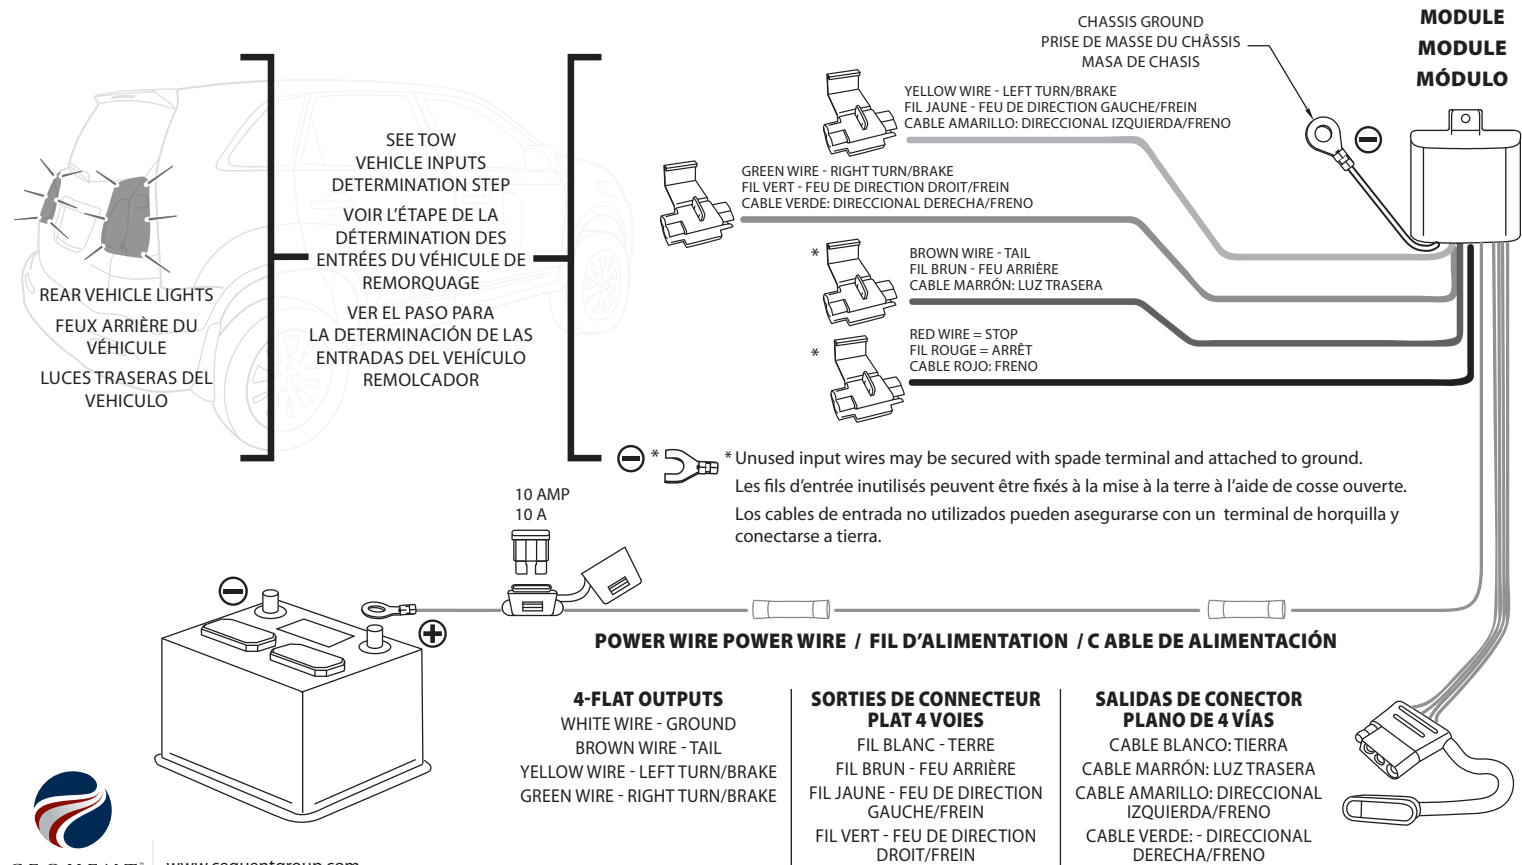 MODULE
MODULE
MÓDULO
CHASSIS GROUND
PRISE DE MASSE DU CHÂSSIS
MASA DE CHASIS
YELLOW WIRE - LEFT TURN/BRAKE
FIL JAUNE - FEU DE DIRECTION GAUCHE/FREIN
CABLE AMARILLO: DIRECCIONAL IZQUIERDA/FRENO
GREEN WIRE - RIGHT TURN/BRAKE
FIL VERT - FEU DE DIRECTION DROIT/FREIN
CABLE VERDE: DIRECCIONAL DERECHA/FRENO
*
BROWN WIRE - TAIL
FIL BRUN - FEU ARRIÈRE
CABLE MARRÓN: LUZ TRASERA
*
RED WIRE = STOP
FIL ROUGE = ARRÊT
CABLE ROJO: FRENO
SEE TOW
VEHICLE INPUTS
DETERMINATION STEP
VOIR L’ÉTAPE DE LA
DÉTERMINATION DES
ENTRÉES DU VÉHICULE DE
REMORQUAGE
VER EL PASO PARA
LA DETERMINACIÓN DE LAS
ENTRADAS DEL VEHÍCULO
REMOLCADOR
REAR VEHICLE LIGHTS
FEUX ARRIÈRE DU
VÉHICULE
LUCES TRASERAS DEL
VEHICULO
*
* Unused input wires may be secured with spade terminal and attached to ground.
Les fils d’entrée inutilisés peuvent être fixés à la mise à la terre à l’aide de cosse ouverte.
Los cables de entrada no utilizados pueden asegurarse con un terminal de horquilla y
conectarse a tierra.
10 AMP
10 A
POWER WIRE POWER WIRE / FIL D’ALIMENTATION / C ABLE DE ALIMENTACIÓN
4-FLAT OUTPUTS
WHITE WIRE - GROUND
BROWN WIRE - TAIL
YELLOW WIRE - LEFT TURN/BRAKE
GREEN WIRE - RIGHT TURN/BRAKE
SORTIES DE CONNECTEUR
PLAT 4 VOIES
FIL BLANC - TERRE
FIL BRUN - FEU ARRIÈRE
FIL JAUNE - FEU DE DIRECTION
GAUCHE/FREIN
FIL VERT - FEU DE DIRECTION
DROIT/FREIN
SALIDAS DE CONECTOR
PLANO DE 4 VÍAS
CABLE BLANCO: TIERRA
CABLE MARRÓN: LUZ TRASERA
CABLE AMARILLO: DIRECCIONAL
IZQUIERDA/FRENO
CABLE VERDE: - DIRECCIONAL
DERECHA/FRENO